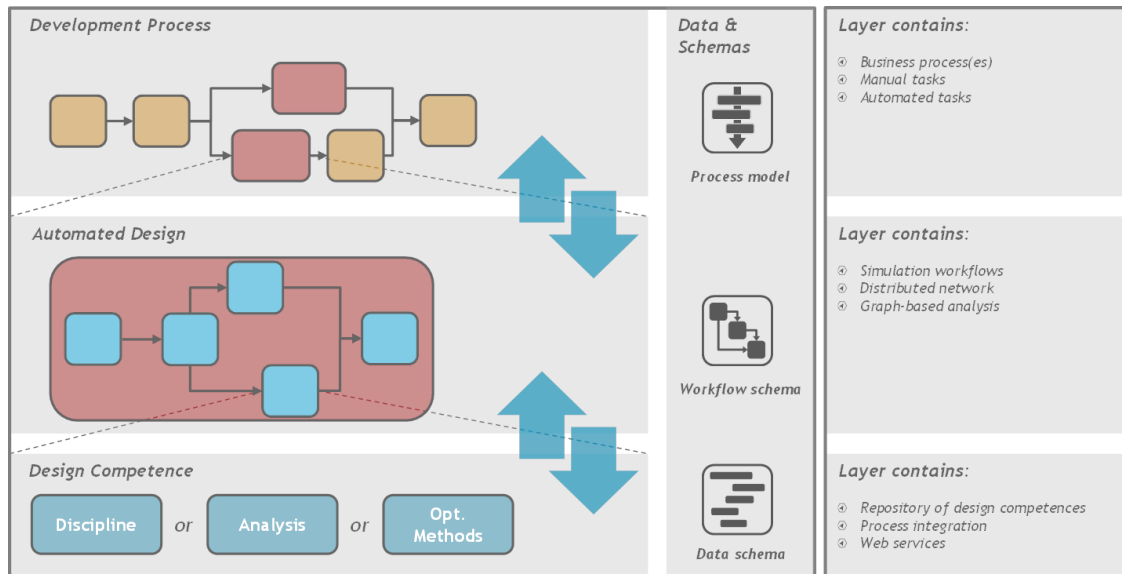 Development Process
Data &
Schemas
Process model
Layer contains:
Business process(es)
Manual tasks
Automated tasks
Automated Design
Workflow schema
Layer contains:
Simulation workflows
Distributed network
Graph-based analysis
Design Competence
Discipline or Analysis or Opt. Methods
Data schema
Layer contains:
Repository of design competences
Process integration
Web services